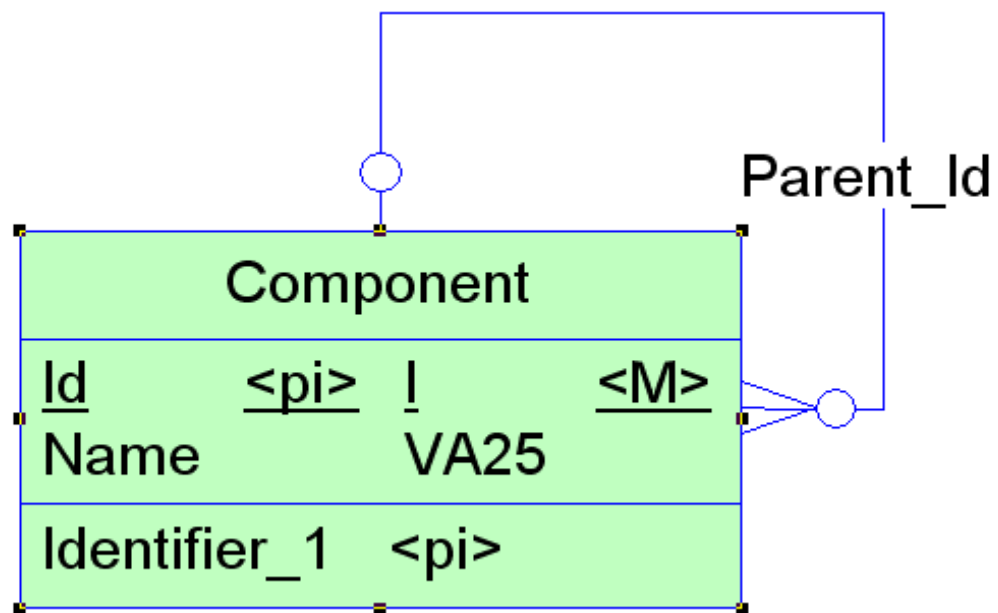 Parent_Id
Component
Id <pi> I <M>
Name VA25
Identifier_1 <pi>